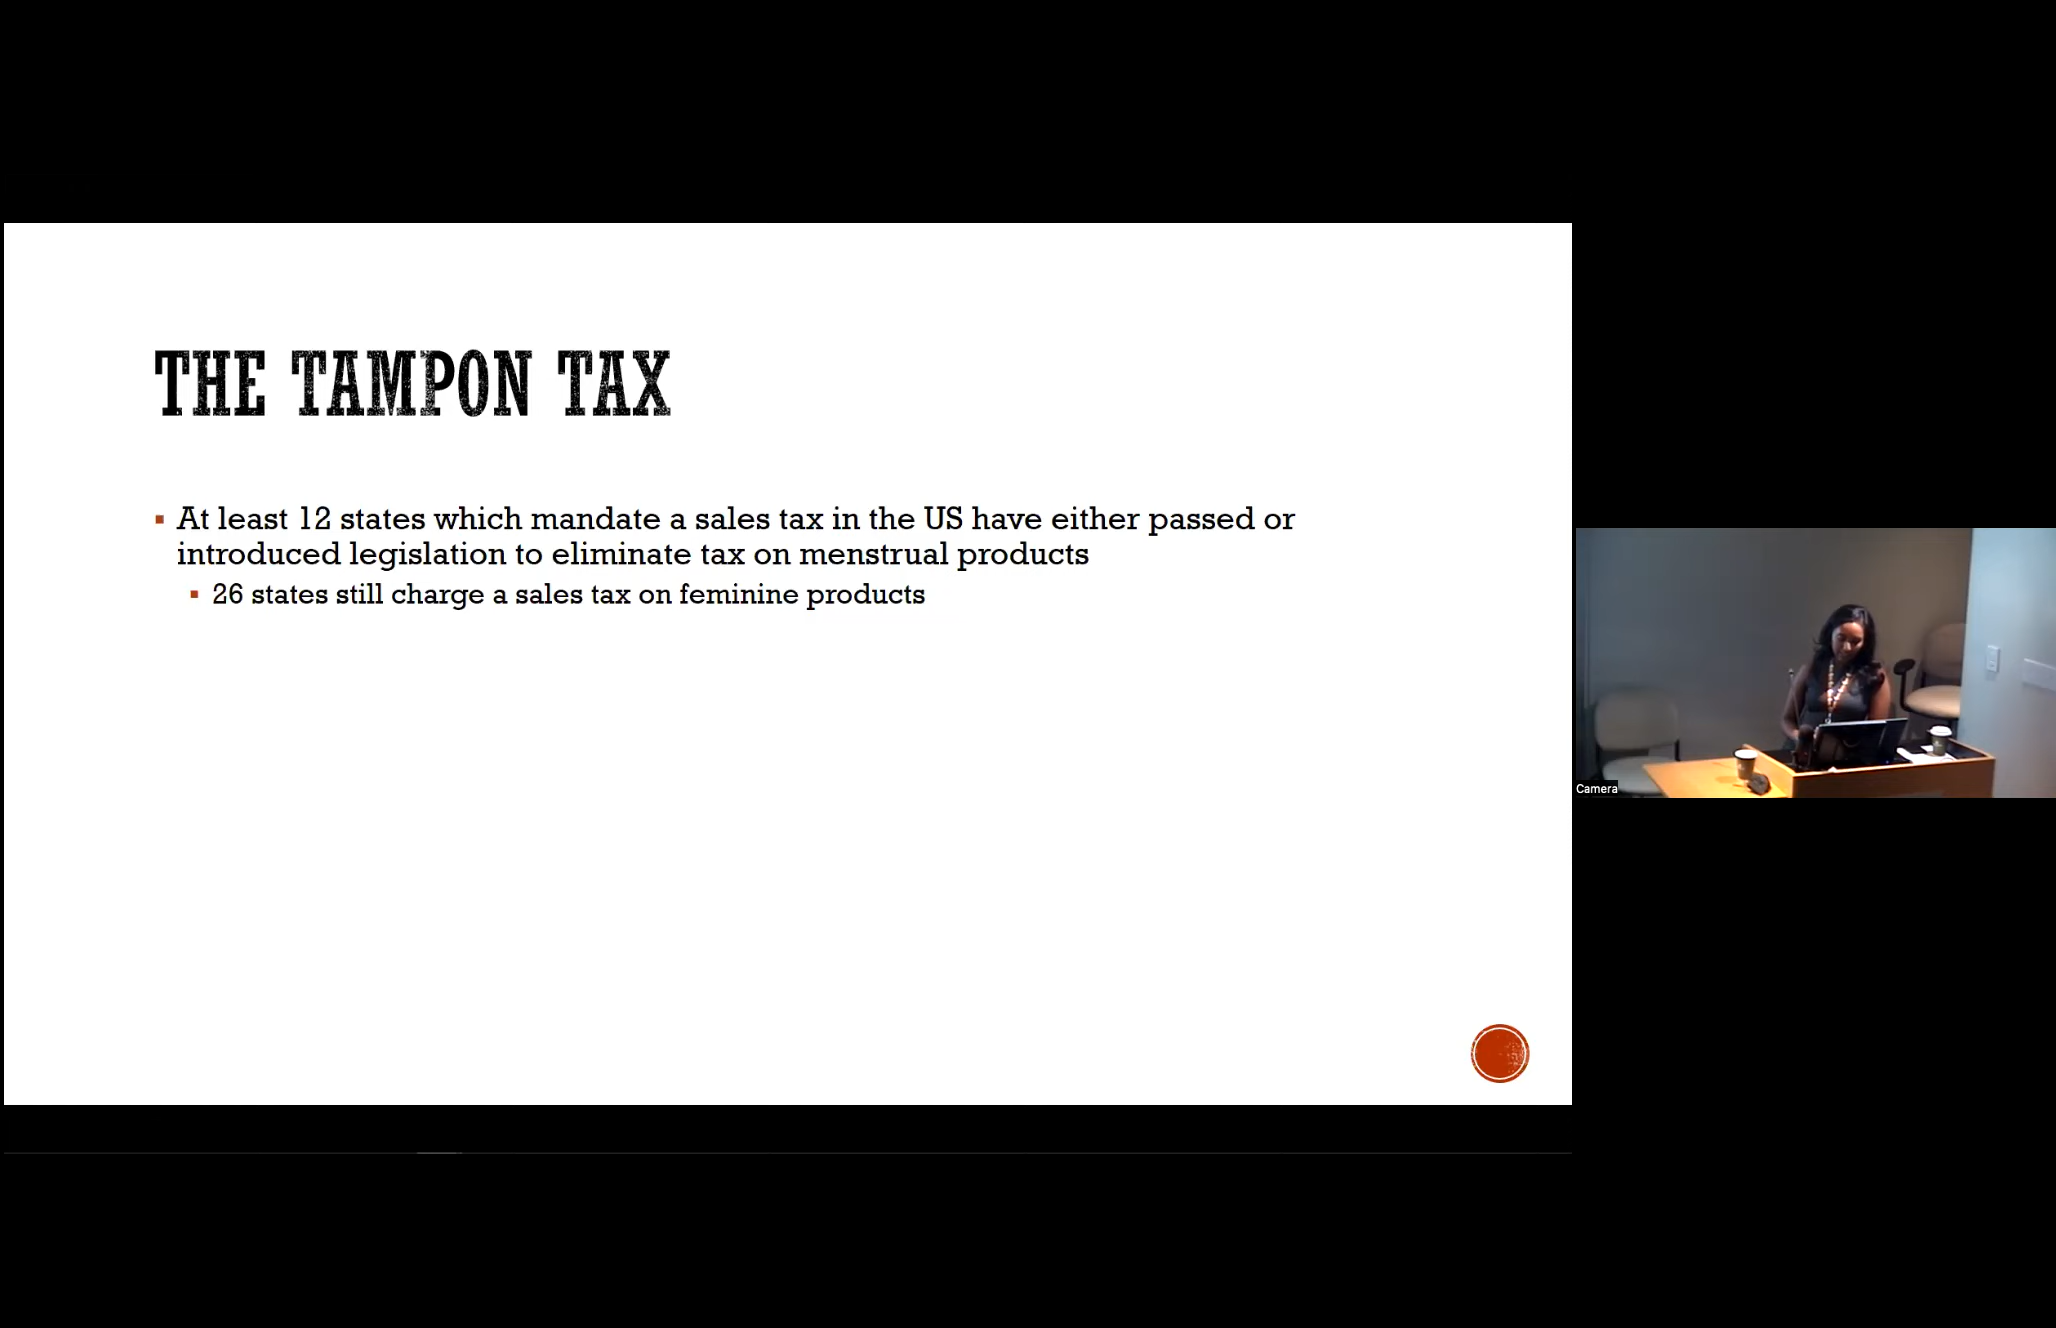 THE TAMPON TAX
At least 12 states which mandate a sales tax in the US have either passed or
introduced legislation to eliminate tax on menstrual products
26 states still charge a sales tax on feminine products
Camera